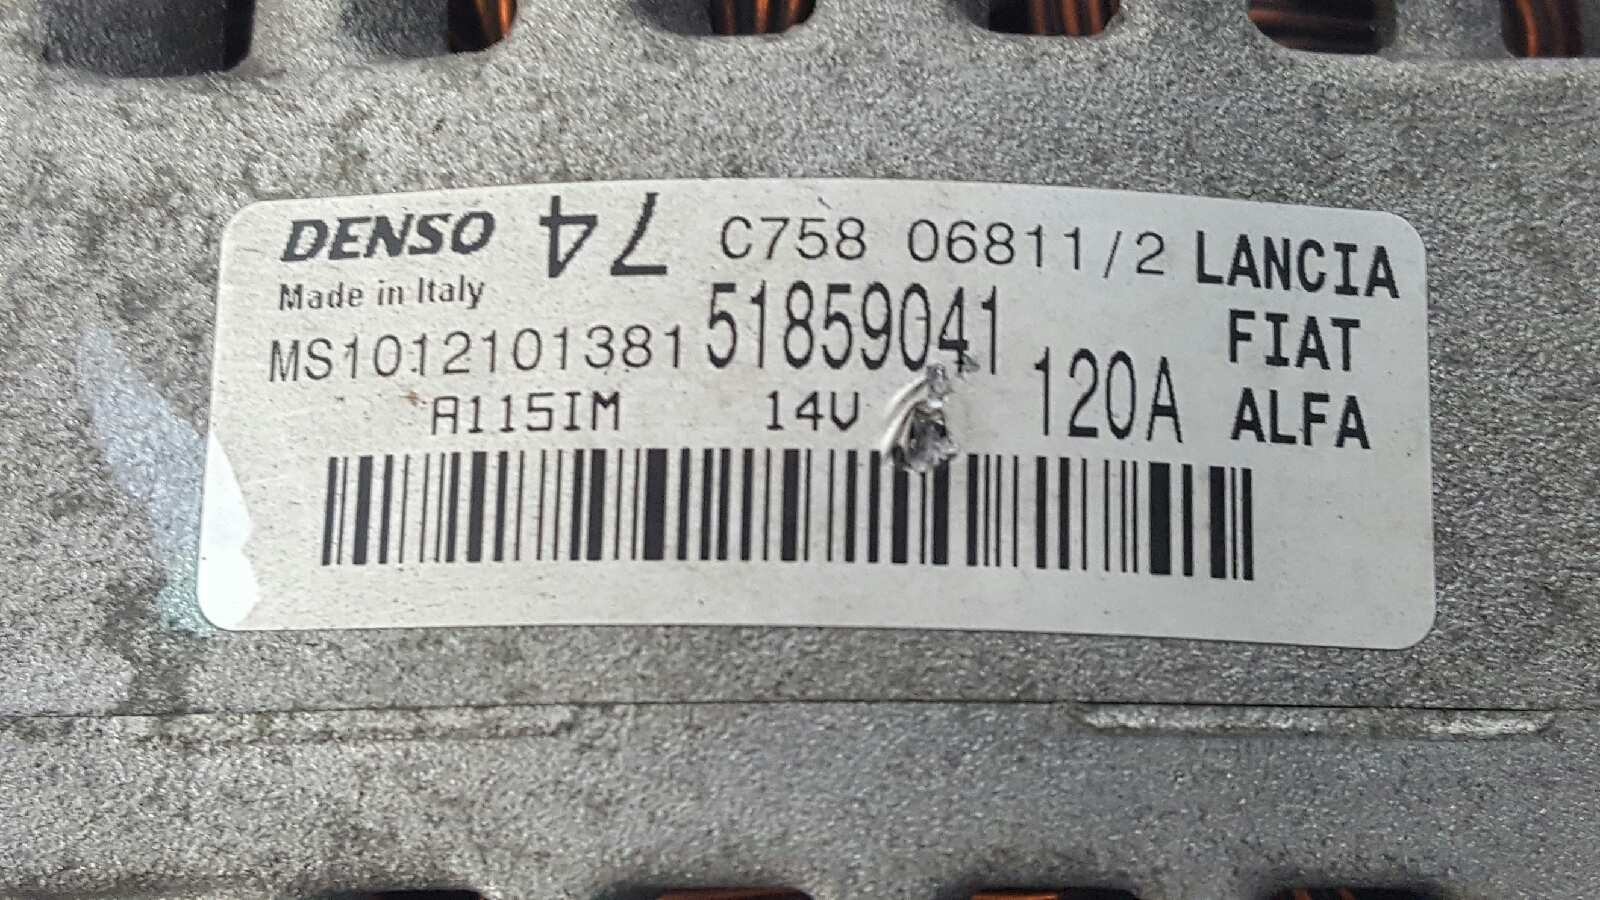 DENSO 74 C758 06811/2 LANCIA
Made in Italy 51859041 FIAT
MS1012101381 120A ALFA
A115IM 14V